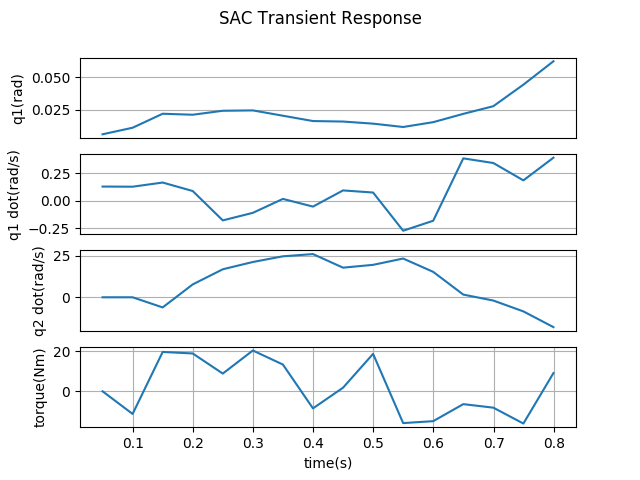 SAC Transient Response
q1(rad)
0.050
0.025
q1 dot(rad/s)
0.25
0.00
−0.25
q2 dot(rad/s)
25
0
torque(Nm)
20
0
0.1 0.2 0.3 0.4 0.5 0.6 0.7 0.8
time(s)